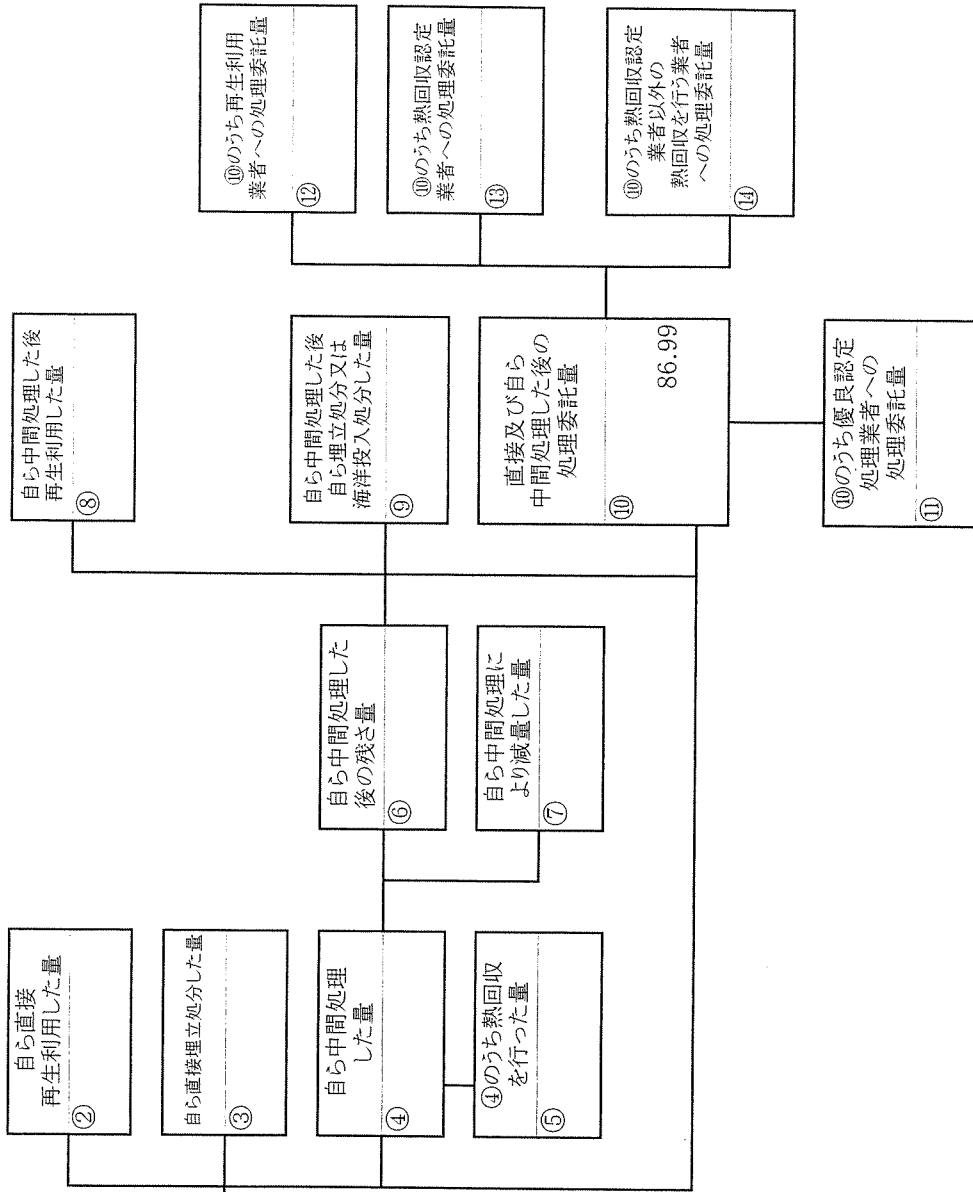 自ら直接
再生利用した量
②
自ら直接埋立処分した量
③
自ら中間処理
した量
④
④のうち熱回収
を行った量
⑤
自ら中間処理した
後の残さ量
⑥
自ら中間処理に
より減量した量
⑦
自ら中間処理した後
再生利用した量
⑧
自ら中間処理した後
自ら埋立処分又は
海洋投入処分した量
⑨
直接及び自ら
中間処理した後の
処理委託量
⑩
86.99
⑩のうち優良認定
処理業者への
処理委託量
⑪
⑩のうち再生利用
業者への処理委託量
⑫
⑩のうち熱回収認定
業者への処理委託量
⑬
⑩のうち熱回収認定
業者以外の
熱回収を行う業者
への処理委託量
⑭